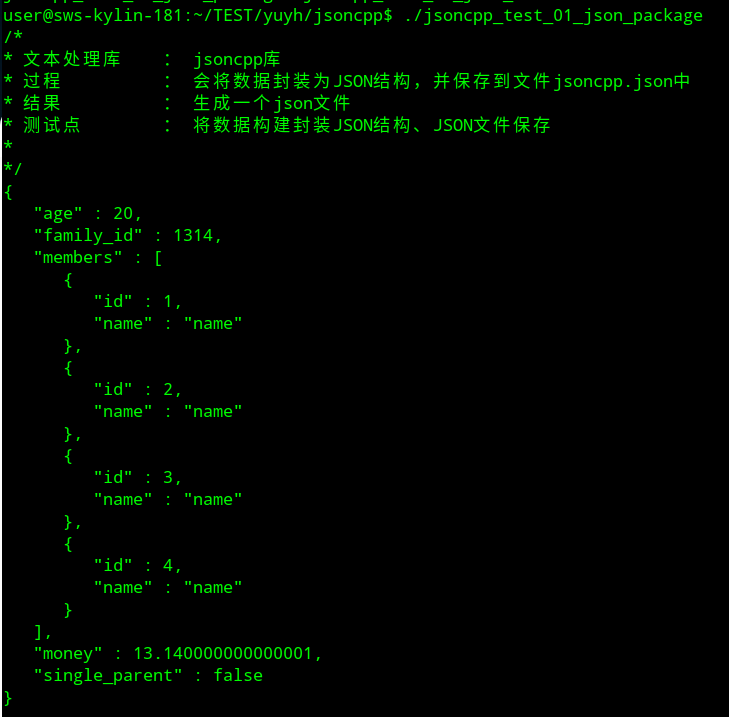 user@sws-kylin-181:~/TEST/yuyh/jsoncpp$ ./jsoncpp_test_01_json_package
/*
* 文本处理库 ： jsoncpp库
* 过程 ： 会将数据封装为JSON结构，并保存到文件jsoncpp.json中
* 结果 ： 生成一个json文件
* 测试点 ： 将数据构建封装JSON结构、JSON文件保存
*
*/
{
   "age" : 20,
   "family_id" : 1314,
   "members" : [
      {
         "id" : 1,
         "name" : "name"
      },
      {
         "id" : 2,
         "name" : "name"
      },
      {
         "id" : 3,
         "name" : "name"
      },
      {
         "id" : 4,
         "name" : "name"
      }
   ],
   "money" : 13.140000000000001,
   "single_parent" : false
}